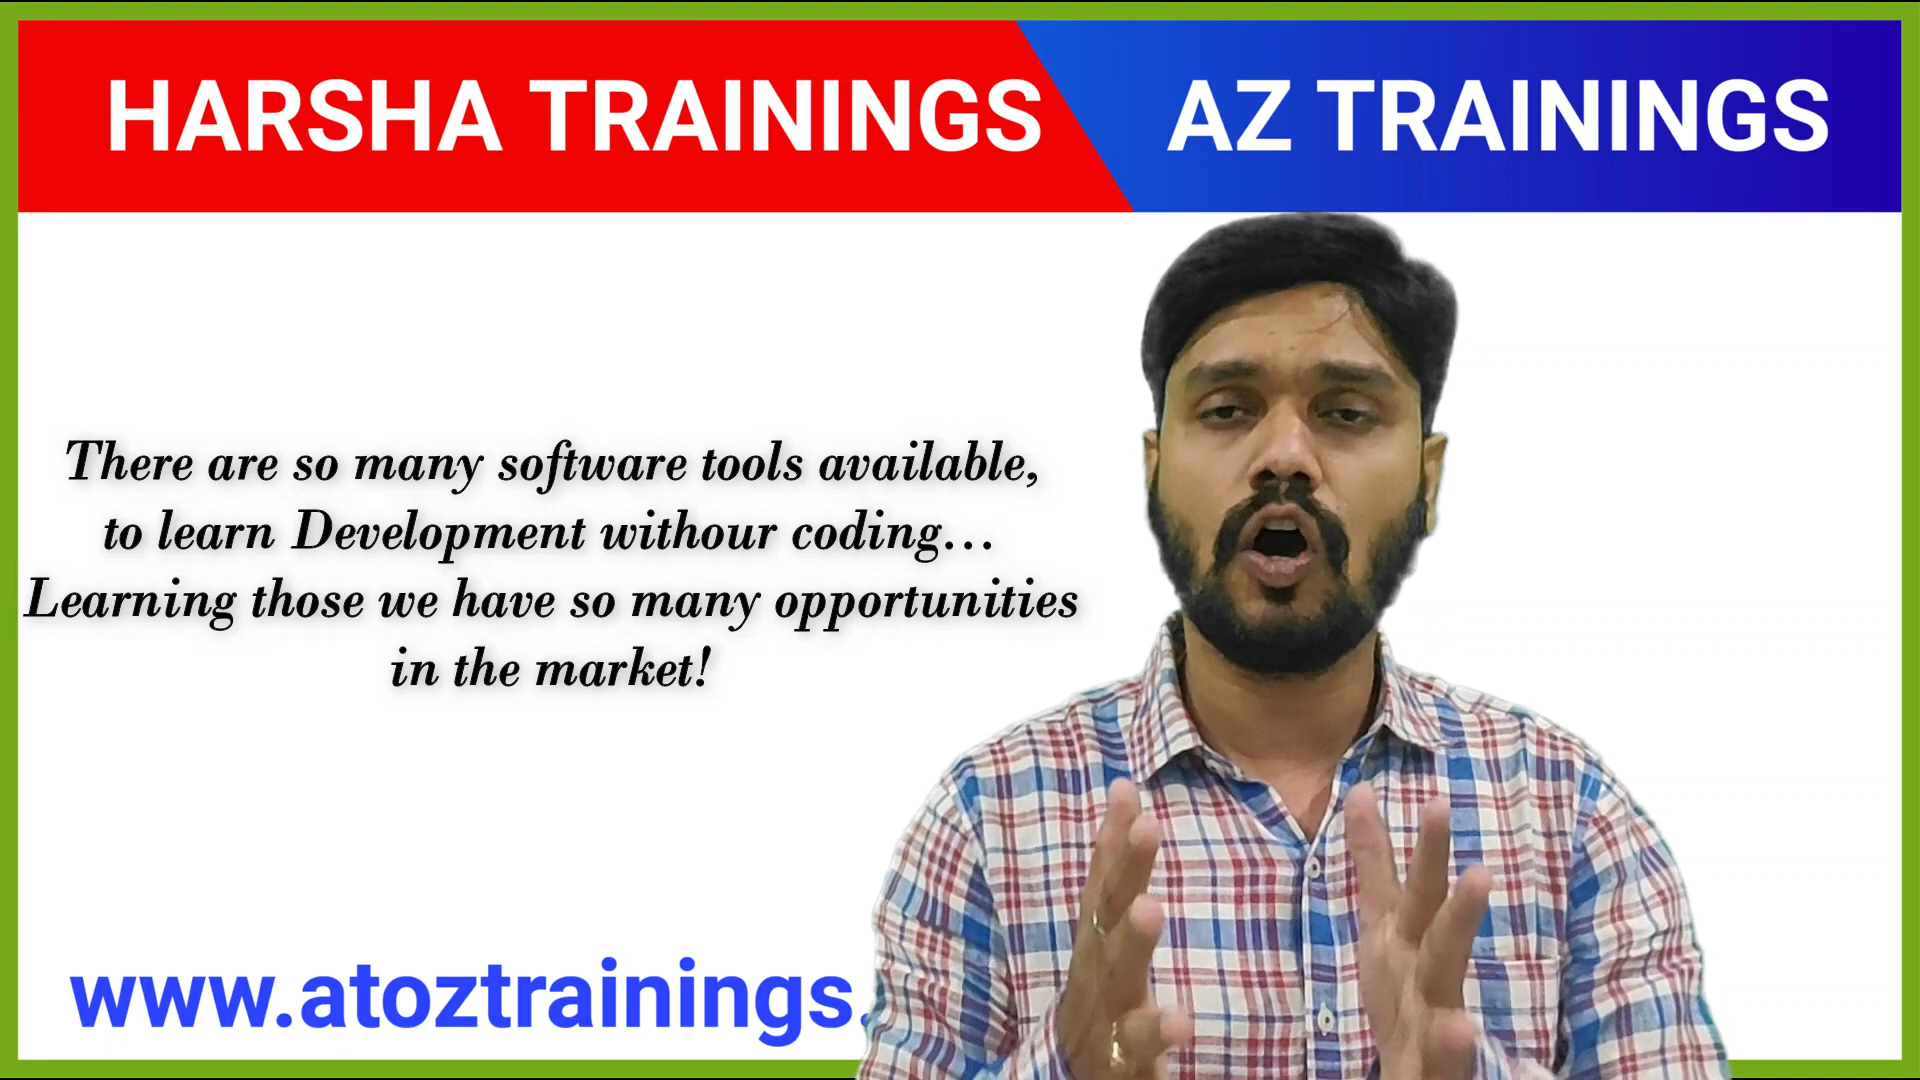 HARSHA TRAININGS
AZ TRAININGS
There are so many software tools available,
to learn Development withour coding...
Learning those we have so many opportunities
in the market!
www.atoztrainings.